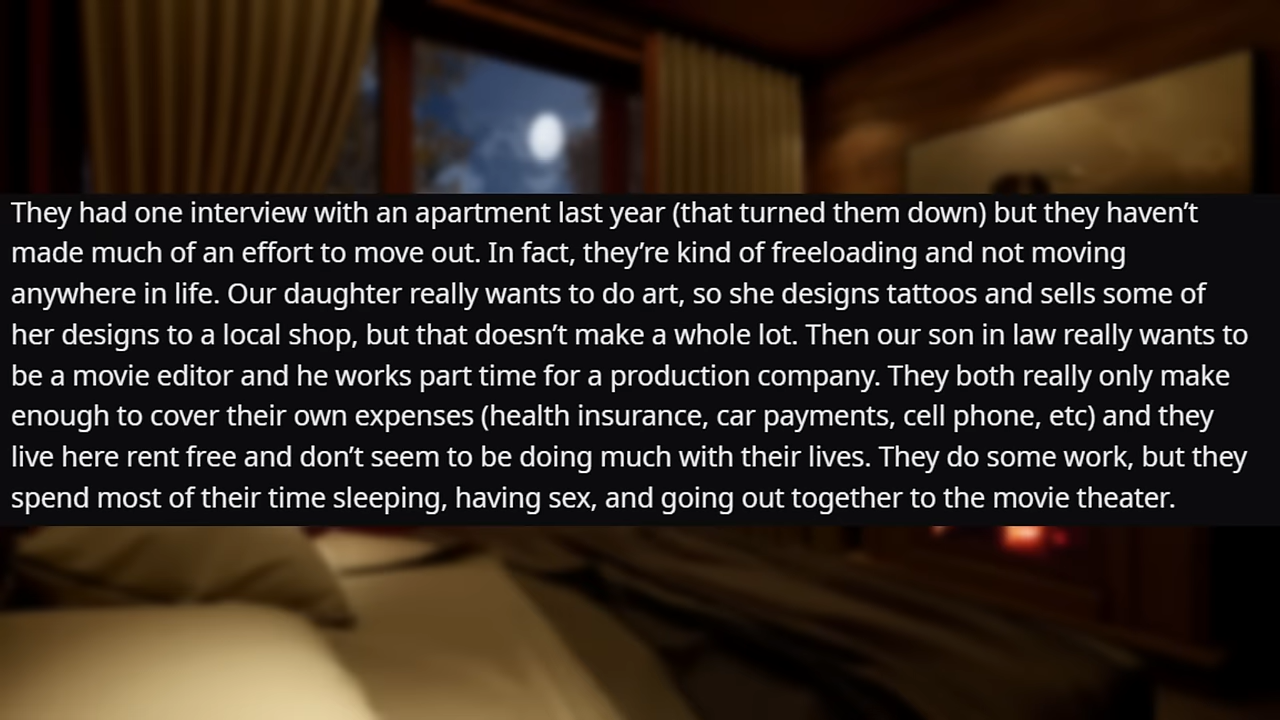 They had one interview with an apartment last year (that turned them down) but they haven’t
made much of an effort to move out. In fact, they’re kind of freeloading and not moving
anywhere in life. Our daughter really wants to do art, so she designs tattoos and sells some of
her designs to a local shop, but that doesn’t make a whole lot. Then our son in law really wants to
be a movie editor and he works part time for a production company. They both really only make
enough to cover their own expenses (health insurance, car payments, cell phone, etc) and they
live here rent free and don’t seem to be doing much with their lives. They do some work, but they
spend most of their time sleeping, having sex, and going out together to the movie theater.